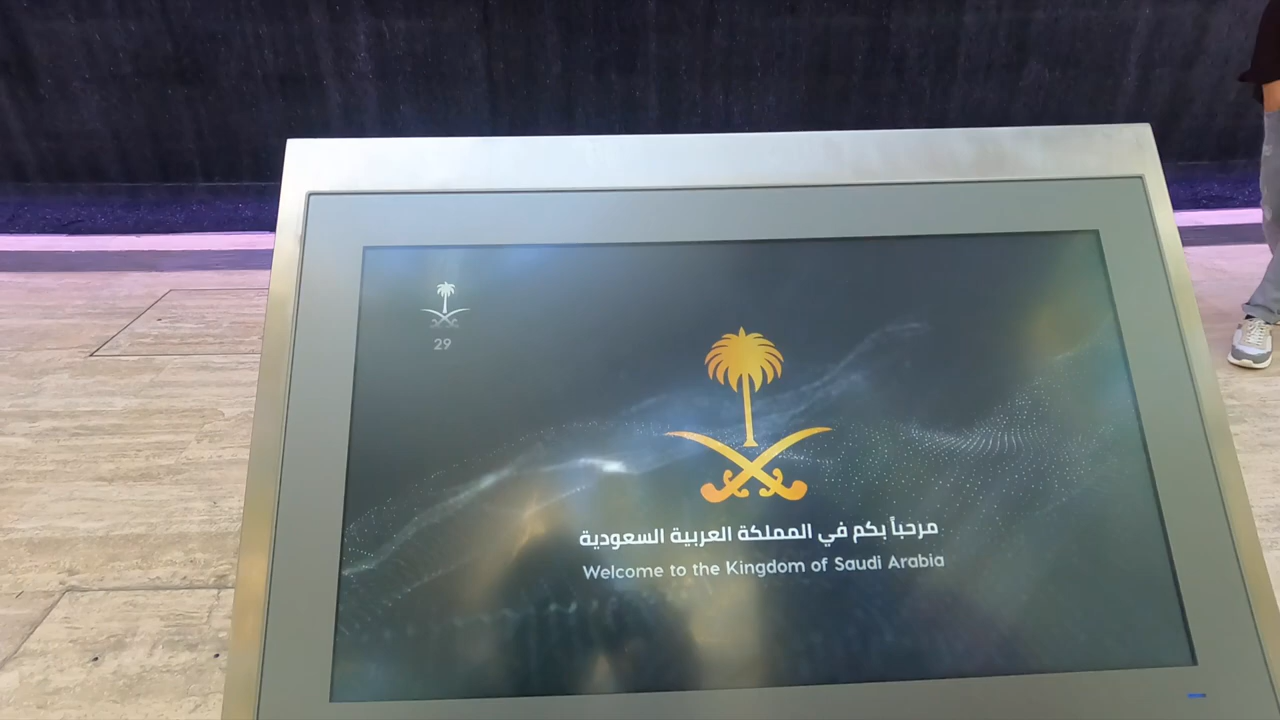 29
مرحباً بكم في المملكة العربية السعودية
Welcome to the Kingdom of Saudi Arabia